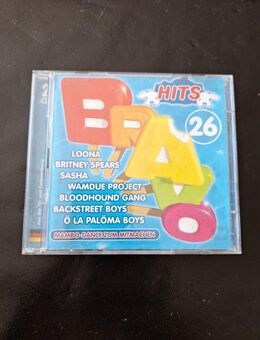 HITS
BRAVO
26
LOONA
BRITNEY SPEARS
SASHA
WAMDUE PROJECT
BLOODHOUND GANG
BACKSTREET BOYS
Ö LA PALÖMA BOYS
MAMBO-DANCE ZUM MITMACHEN